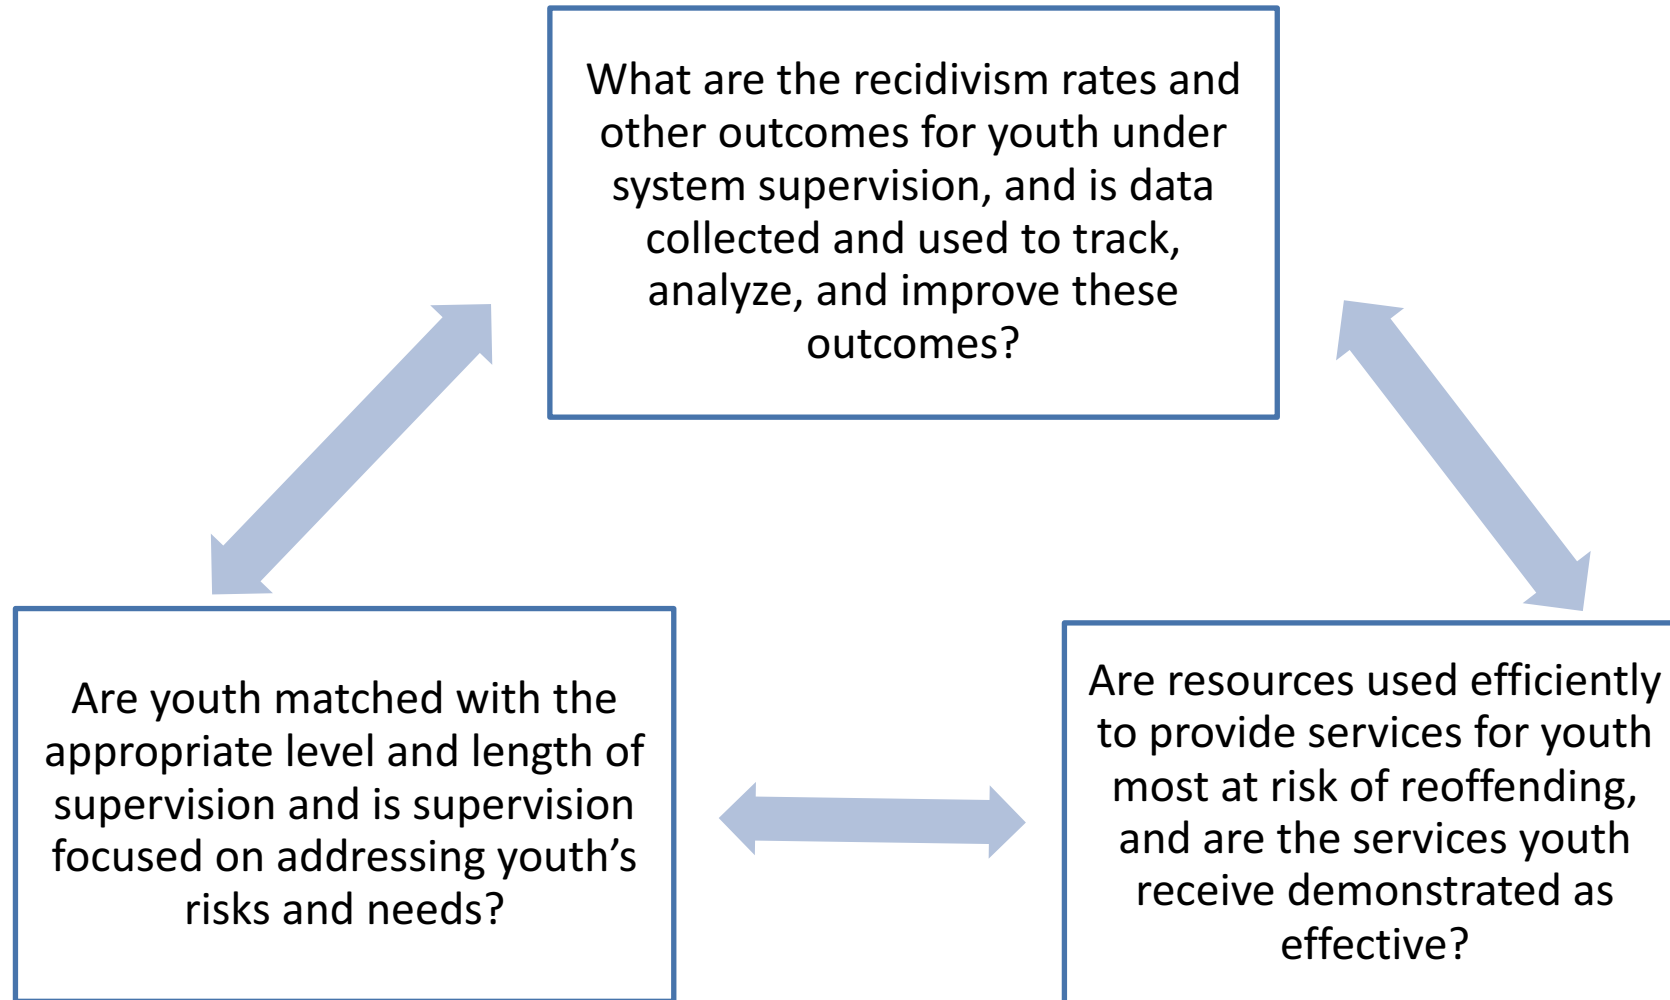 What are the recidivism rates and
other outcomes for youth under
system supervision, and is data
collected and used to track,
analyze, and improve these
outcomes?
Are youth matched with the
appropriate level and length of
supervision and is supervision
focused on addressing youth’s
risks and needs?
Are resources used efficiently
to provide services for youth
most at risk of reoffending,
and are the services youth
receive demonstrated as
effective?